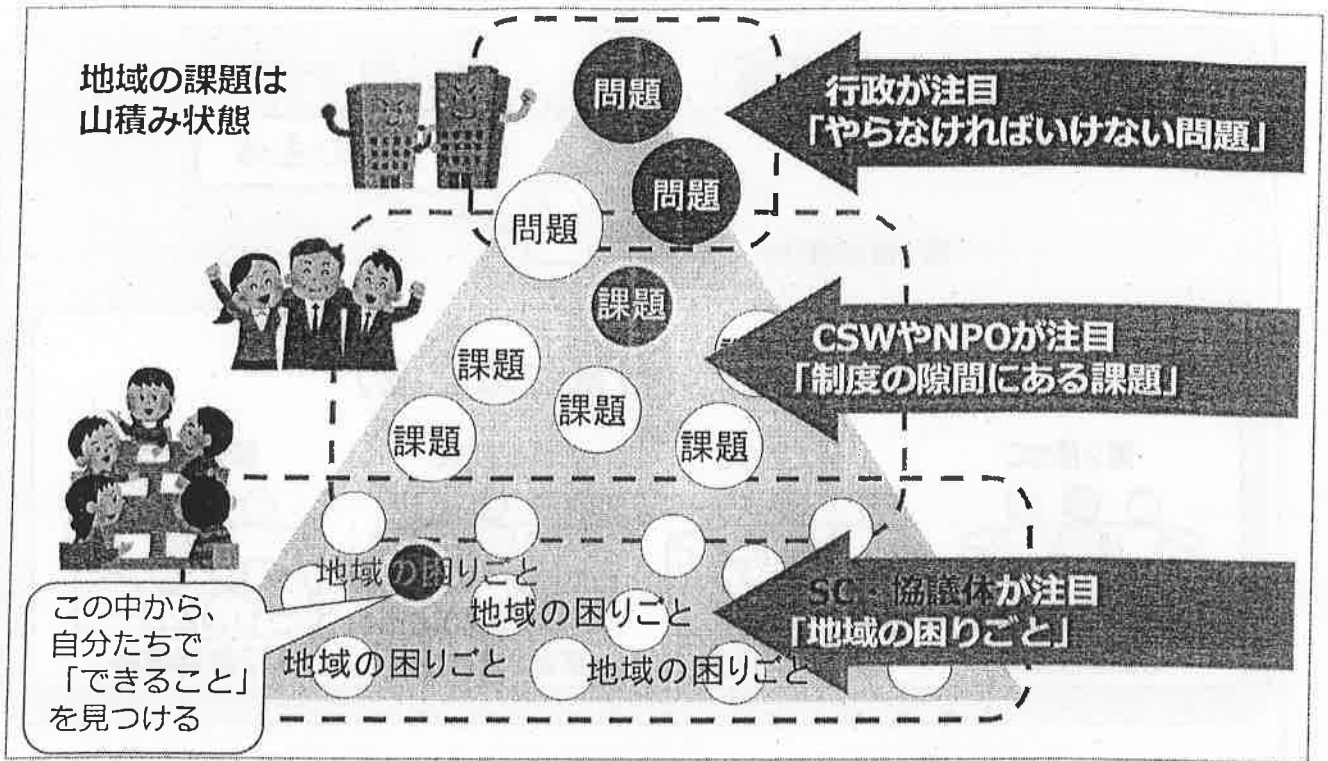 地域の課題は
山積み状態
問題
行政が注目
「やらなければいけない問題」
問題
問題
課題
課題
CSWやNPOが注目
「制度の隙間にある課題」
課題
課題
課題
地域の困りごと
SC・協議体が注目
「地域の困りごと」
地域の困りごと
地域の困りごと
地域の困りごと
この中から、
自分たちで
「できること」
を見つける